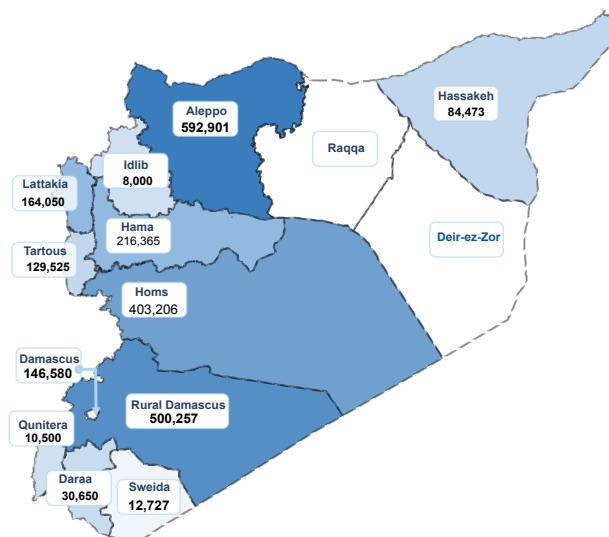 Aleppo
592,901
Hassakeh
84,473
Raqqa
Idlib
8,000
Lattakia
164,050
Hama
216,365
Deir-ez-Zor
Tartous
129,525
Homs
403,206
Damascus
146,580
Rural Damascus
500,257
Qunitera
10,500
Daraa
30,650
Sweida
12,727